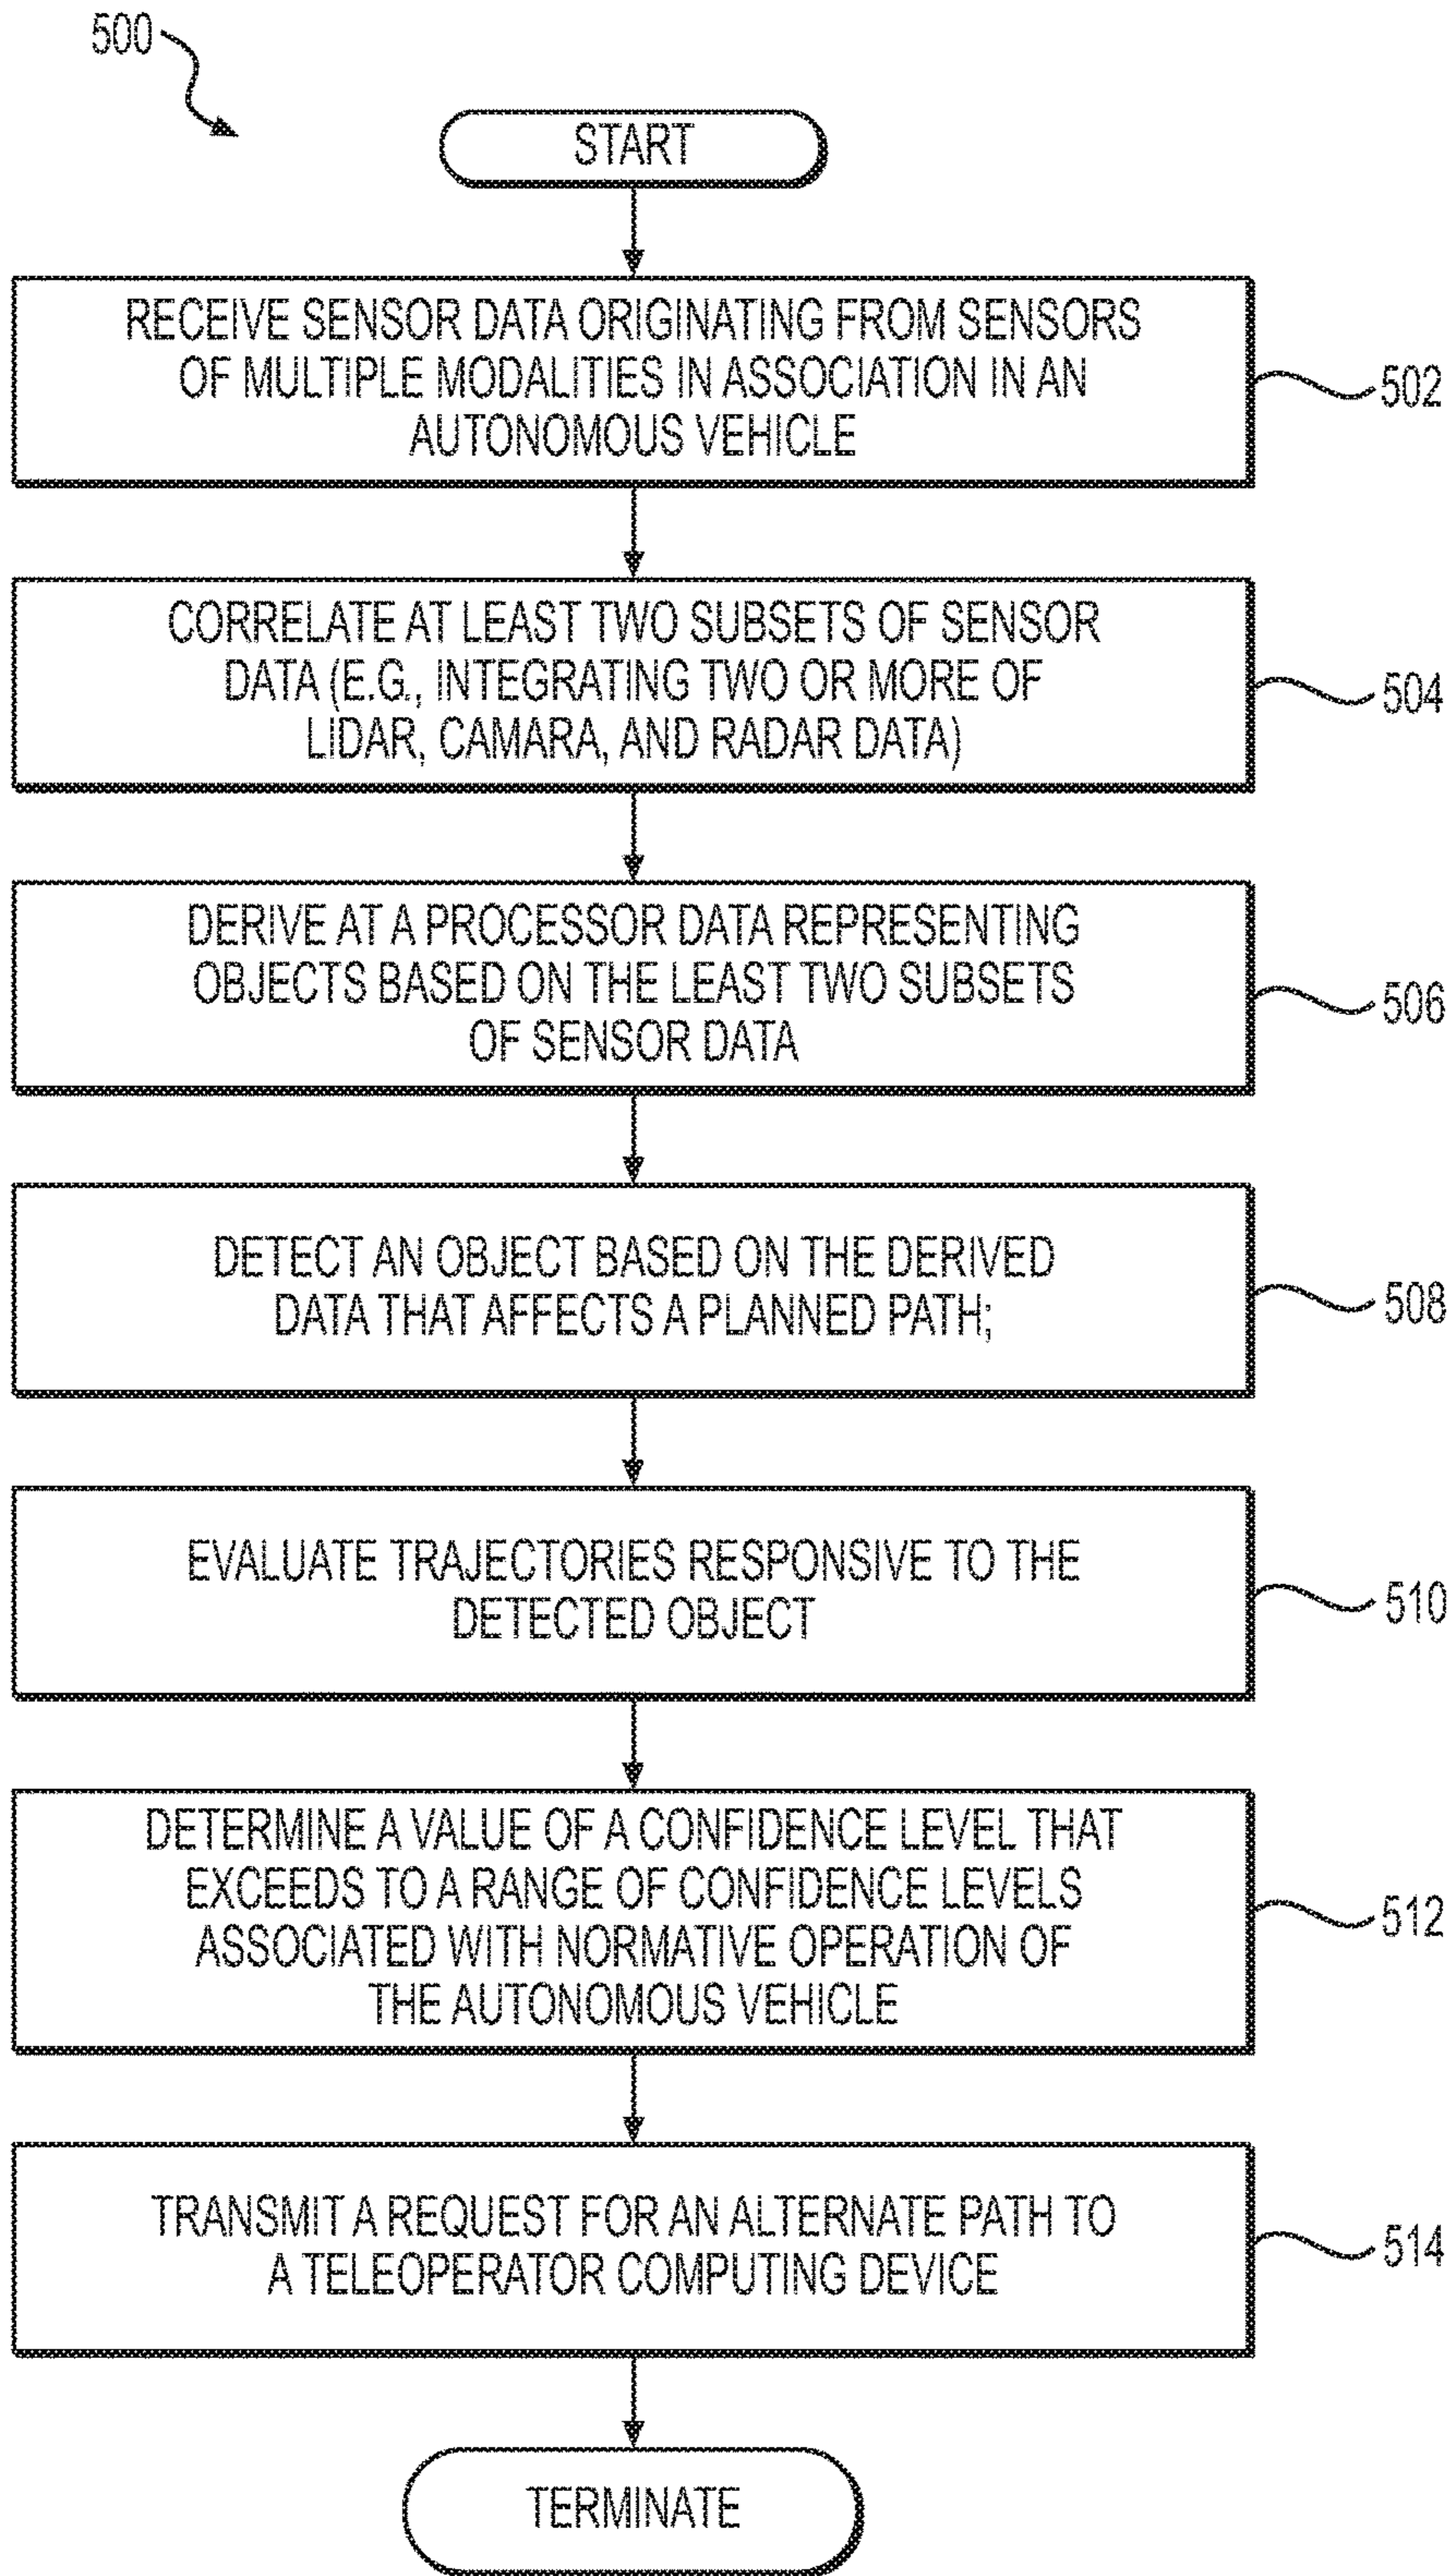 500
START
RECEIVE SENSOR DATA ORIGINATING FROM SENSORS
OF MULTIPLE MODALITIES IN ASSOCIATION IN AN
AUTONOMOUS VEHICLE
502
CORRELATE AT LEAST TWO SUBSETS OF SENSOR
DATA (E.G., INTEGRATING TWO OR MORE OF
LIDAR, CAMARA, AND RADAR DATA)
504
DERIVE AT A PROCESSOR DATA REPRESENTING
OBJECTS BASED ON THE LEAST TWO SUBSETS
OF SENSOR DATA
506
DETECT AN OBJECT BASED ON THE DERIVED
DATA THAT AFFECTS A PLANNED PATH;
508
EVALUATE TRAJECTORIES RESPONSIVE TO THE
DETECTED OBJECT
510
DETERMINE A VALUE OF A CONFIDENCE LEVEL THAT
EXCEEDS TO A RANGE OF CONFIDENCE LEVELS
ASSOCIATED WITH NORMATIVE OPERATION OF
THE AUTONOMOUS VEHICLE
512
TRANSMIT A REQUEST FOR AN ALTERNATE PATH TO
A TELEOPERATOR COMPUTING DEVICE
514
TERMINATE